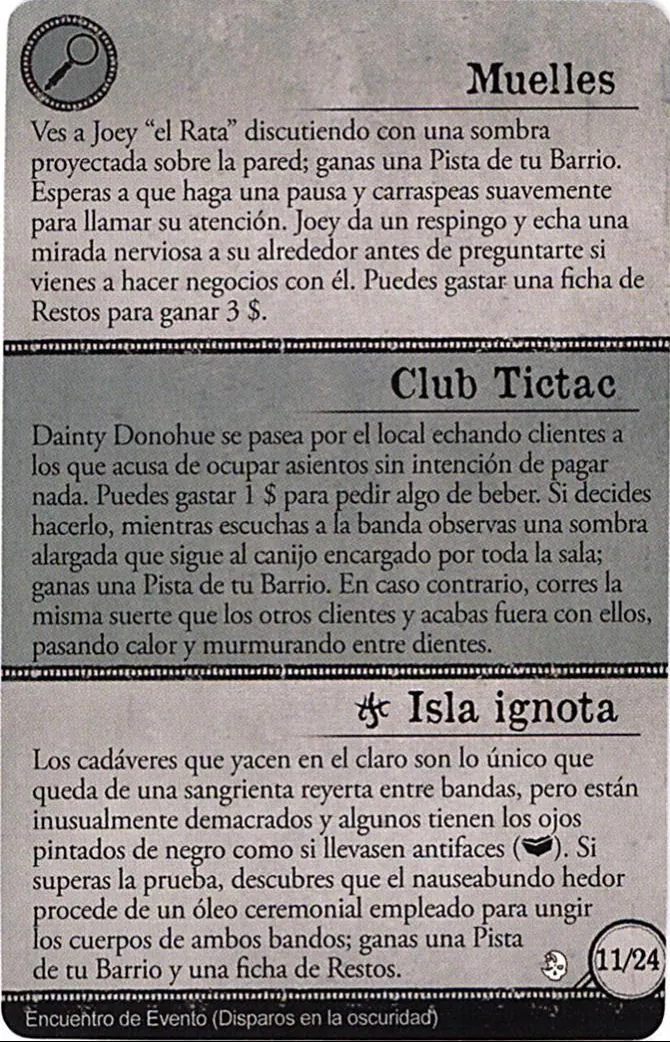 Muelles
Ves a Joey “el Rata” discutiendo con una sombra
proyectada sobre la pared; ganas una Pista de tu Barrio.
Esperas a que haga una pausa y carraspeas suavemente
para llamar su atención. Joey da un respingo y echa una
mirada nerviosa a su alrededor antes de preguntarte si
vienes a hacer negocios con él. Puedes gastar una ficha de
Restos para ganar 3 $.
Club Tictac
Dainty Donohue se pasea por el local echando clientes a
los que acusa de ocupar asientos sin intención de pagar
nada. Puedes gastar 1 $ para pedir algo de beber. Si decides
hacerlo, mientras escuchas a la banda observas una sombra
alargada que sigue al canijo encargado por toda la sala;
ganas una Pista de tu Barrio. En caso contrario, corres la
misma suerte que los otros clientes y acabas fuera con ellos,
pasando calor y murmurando entre dientes.
Isla ignota
Los cadáveres que yacen en el claro son lo único que
queda de una sangrienta reyerta entre bandas, pero están
inusualmente demacrados y algunos tienen los ojos
pintados de negro como si llevasen antifaces (). Si
superas la prueba, descubres que el nauseabundo hedor
procede de un óleo ceremonial empleado para ungir
los cuerpos de ambos bandos; ganas una Pista
de tu Barrio y una ficha de Restos.
11/24
Encuentro de Evento (Disparos en la oscuridad)